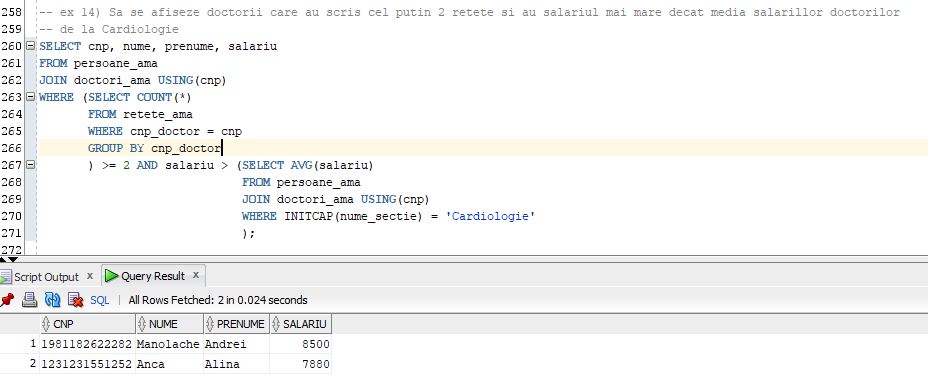 258 -- ex 14) Sa se afiseze doctorii care au scris cel putin 2 retete si au salariul mai mare decat media salarillor doctorilor
259 -- de la Cardiologie
260 SELECT cnp, nume, prenume, salariu
261 FROM persoane_ama
262 JOIN doctori_ama USING(cnp)
263 WHERE (SELECT COUNT(*)
264 FROM retete_ama
265 WHERE cnp_doctor = cnp
266 GROUP BY cnp_doctor
267 ) >= 2 AND salariu > (SELECT AVG(salariu)
268 FROM persoane_ama
269 JOIN doctori_ama USING(cnp)
270 WHERE INITCAP(nume_sectie) = 'Cardiologie'
271 );
272
Script Output x Query Result x
SQL | All Rows Fetched: 2 in 0.024 seconds
CNP NUME PRENUME SALARIU
1 1981182622282 Manolache Andrei 8500
2 1231231551252 Anca Alina 7880